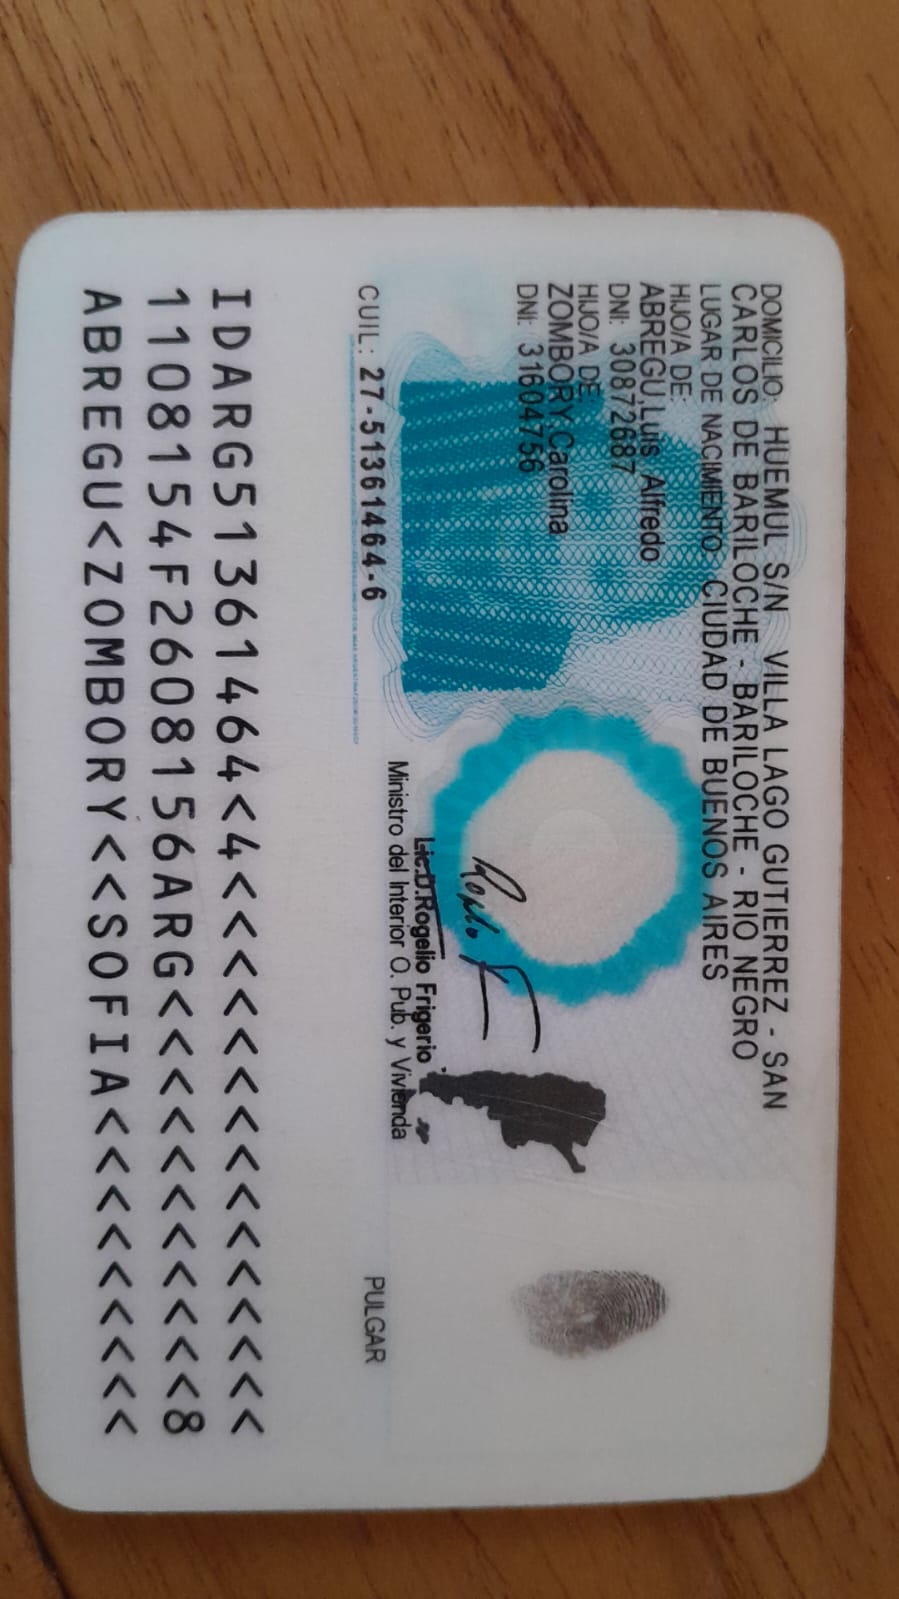 DOMICILIO: HUEMUL S/N VILLA LAGO GUTIERREZ - SAN
CARLOS DE BARILOCHE - BARILOCHE - RIO NEGRO
LUGAR DE NACIMIENTO: CIUDAD DE BUENOS AIRES
HIJO/A DE:
ABREGU,Luis Alfredo
DNI: 30872687
HIJO/A DE:
ZOMBORY,Carolina
DNI: 31604756
Lic.D.Rogelio Frigerio
Ministro del Interior O. Pub. y Vivienda
CUIL: 27-51361464-6
PULGAR
IDARG51361464<4<<<<<<<<<<<<<<<
1108154F2608156ARG<<<<<<<<<<<8
ABREGU<ZOMBORY<<SOFIA<<<<<<<<<